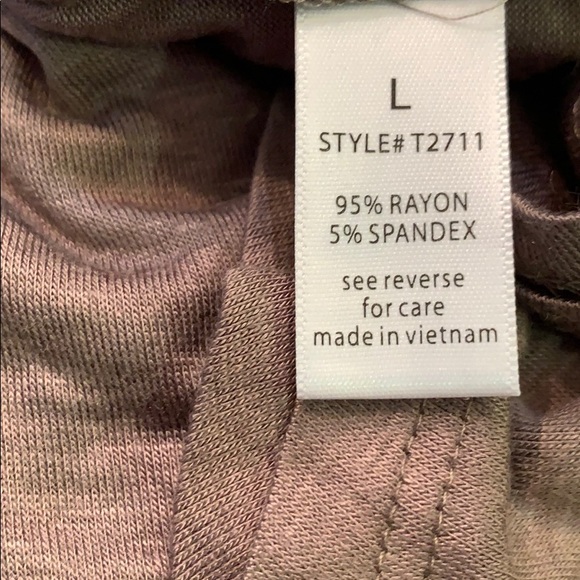 L
STYLE# T2711
95% RAYON
5% SPANDEX
see reverse
for care
made in vietnam